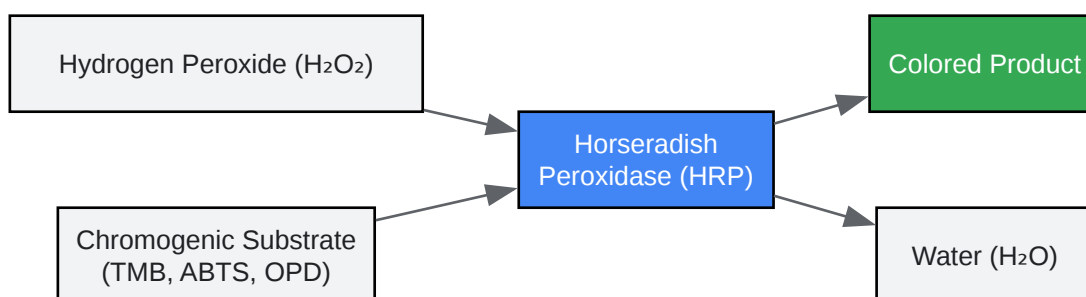 Hydrogen Peroxide (H₂O₂)
Colored Product
Horseradish
Peroxidase (HRP)
Chromogenic Substrate
(TMB, ABTS, OPD)
Water (H₂O)